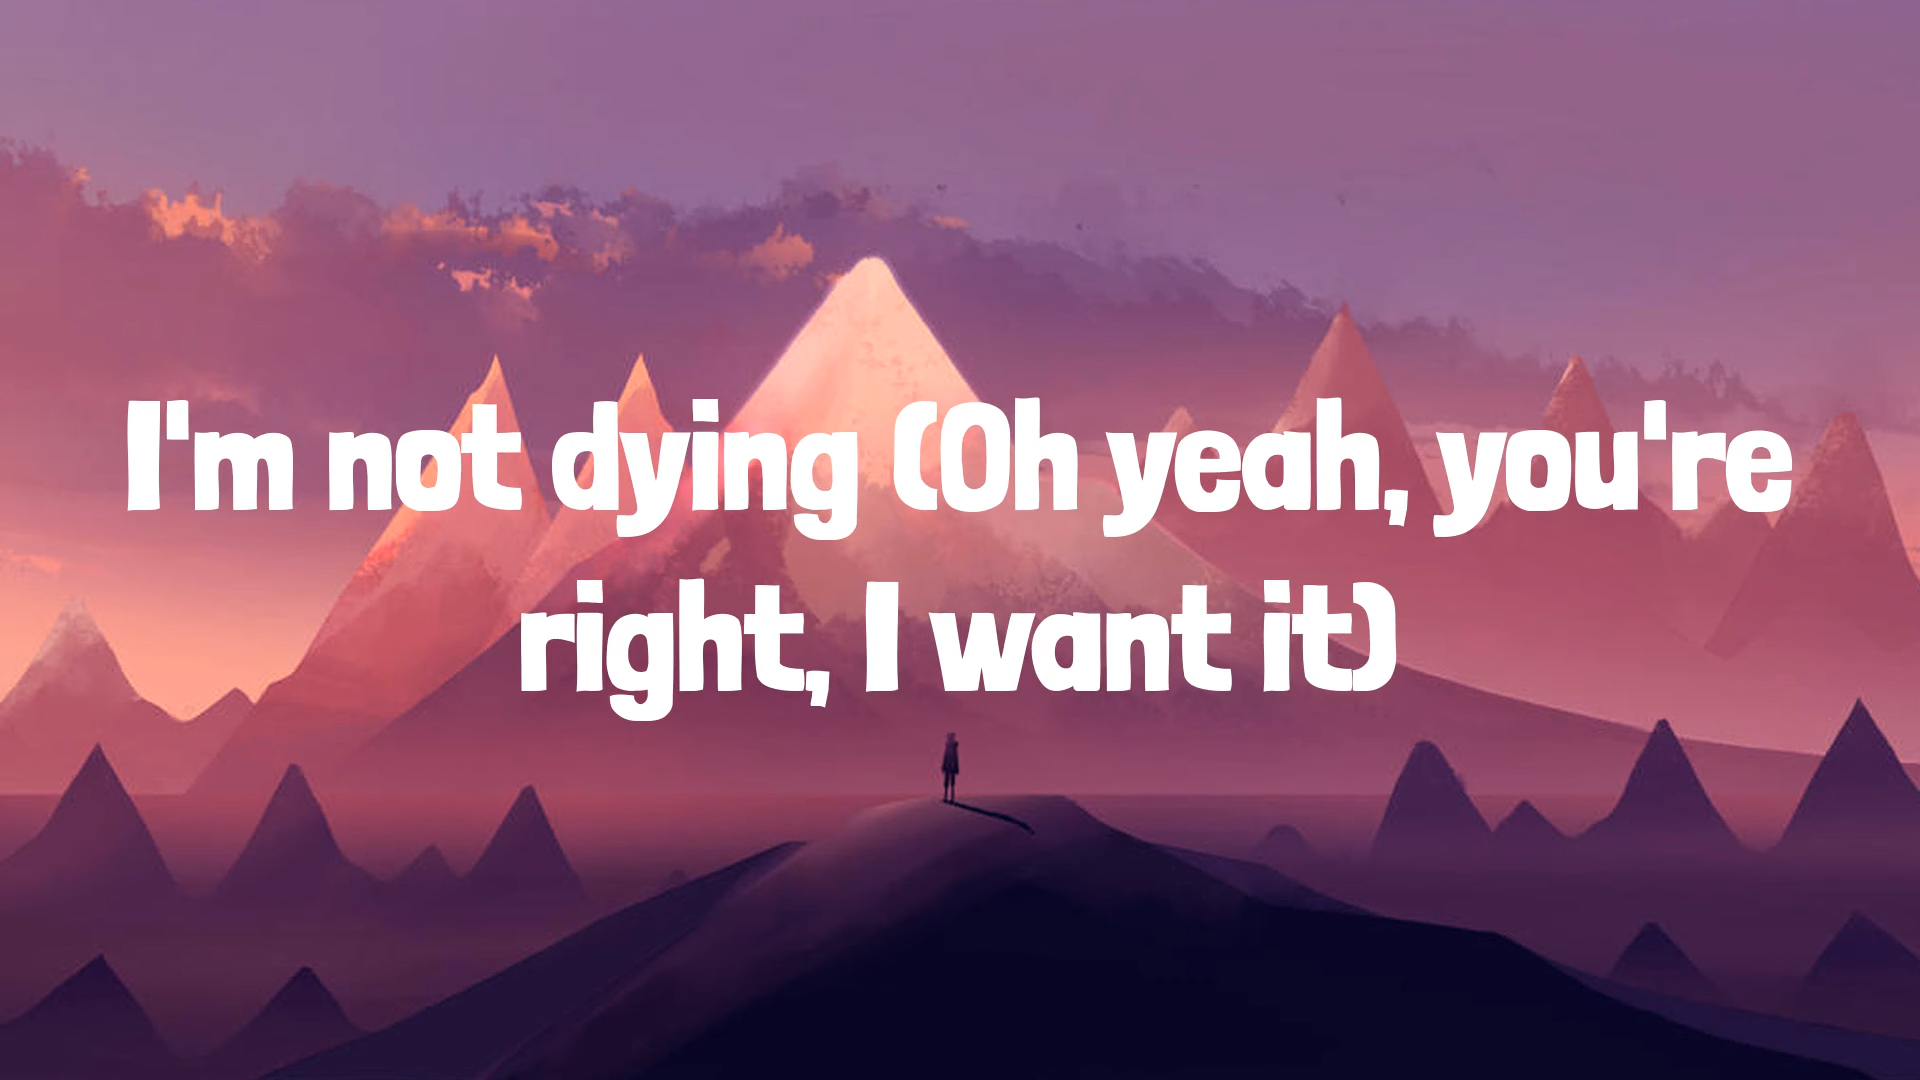 I'm not dying (Oh yeah, you're
right, I want it)